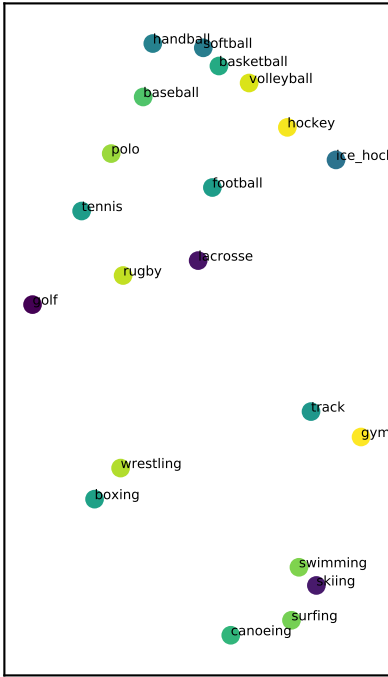 handball
softball
basketball
volleyball
baseball
hockey
polo
ice_hoc
football
tennis
lacrosse
rugby
golf
track
gym
wrestling
boxing
swimming
skiing
surfing
canoeing